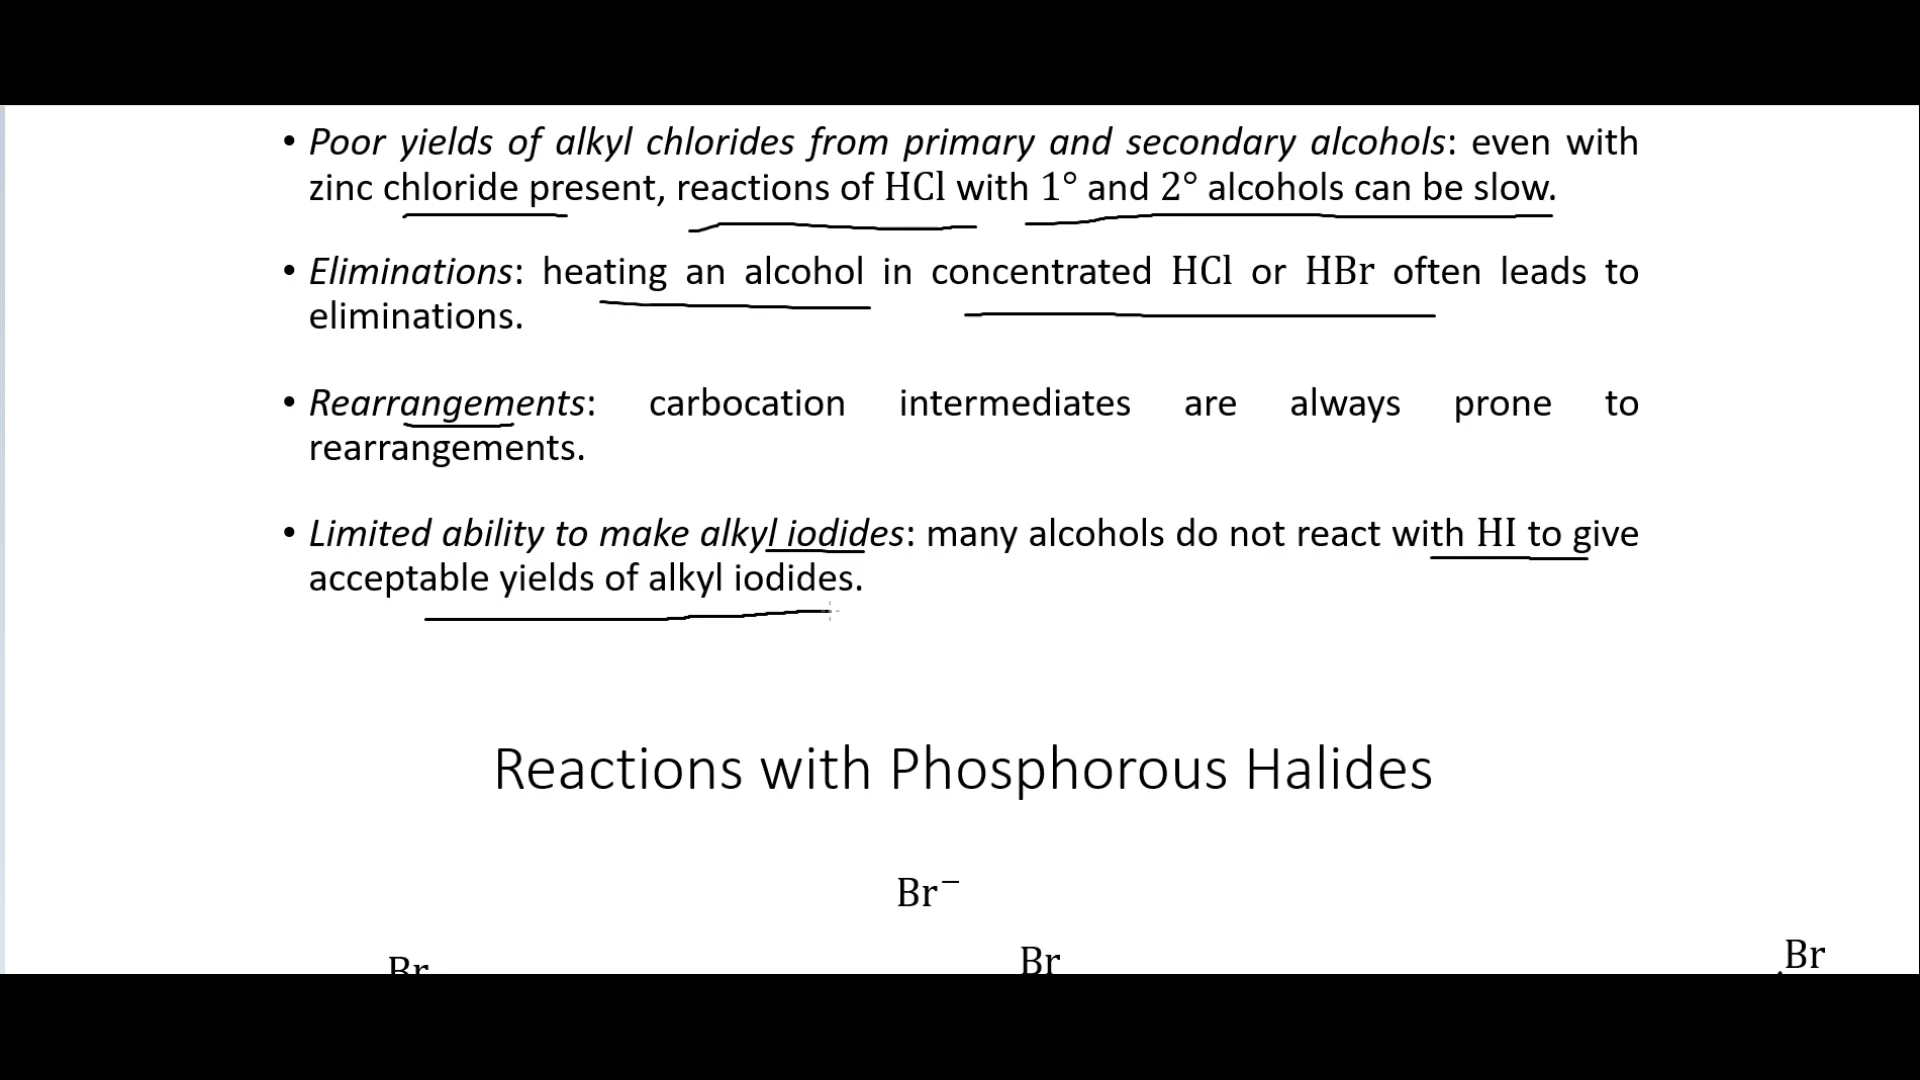 • Poor yields of alkyl chlorides from primary and secondary alcohols: even with
zinc chloride present, reactions of HCl with 1° and 2° alcohols can be slow.
• Eliminations: heating an alcohol in concentrated HCl or HBr often leads to
eliminations.
• Rearrangements: carbocation intermediates are always prone to
rearrangements.
• Limited ability to make alkyl iodides: many alcohols do not react with HI to give
acceptable yields of alkyl iodides.
Reactions with Phosphorous Halides
Br⁻
Br Br Br